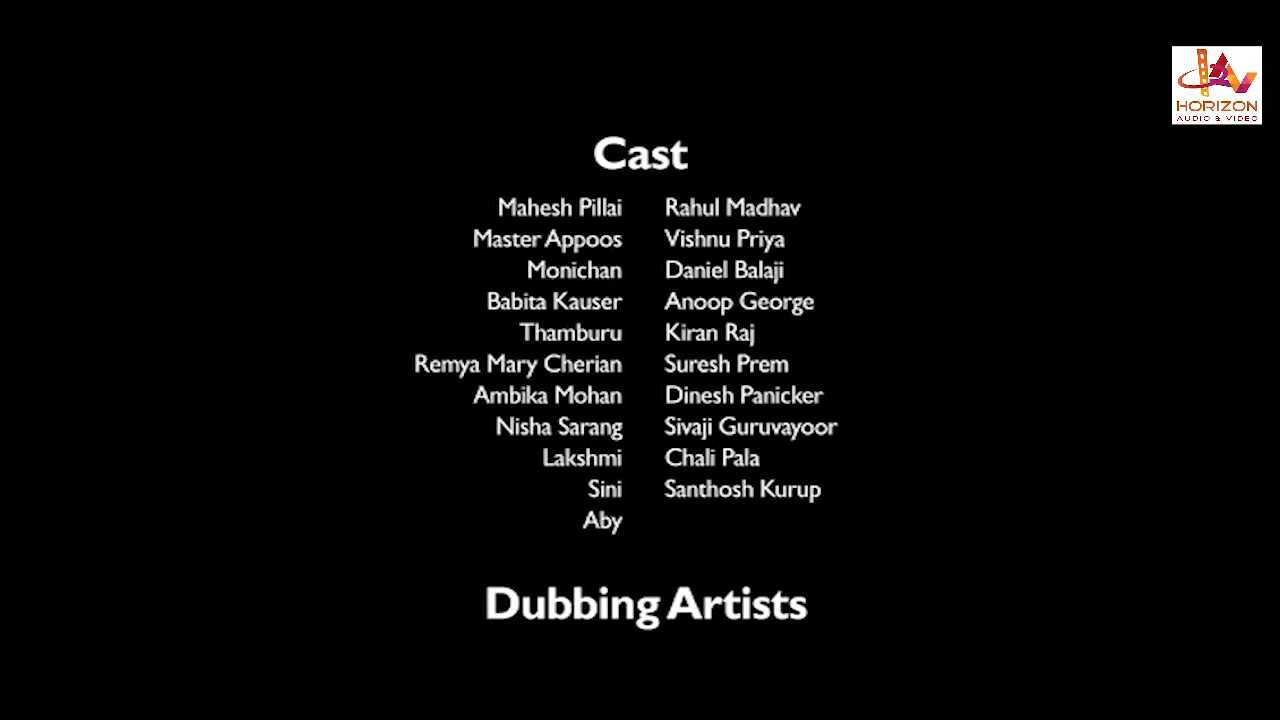 HORIZON
AUDIO & VIDEO
Cast
Mahesh Pillai Rahul Madhav
Master Appoos Vishnu Priya
Monichan Daniel Balaji
Babita Kauser Anoop George
Thamburu Kiran Raj
Remya Mary Cherian Suresh Prem
Ambika Mohan Dinesh Panicker
Nisha Sarang Sivaji Guruvayoor
Lakshmi Chali Pala
Sini Santhosh Kurup
Aby
Dubbing Artists